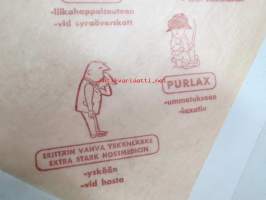 -liikahappoisuuteen
-vid syraöverskott
PURLAX
-ummetukseen
-laxativ
ERITTÄIN VAHVA YSKÄNLÄÄKE
EXTRA STARK HOSTMEDICIN
-yskään
-vid hosta